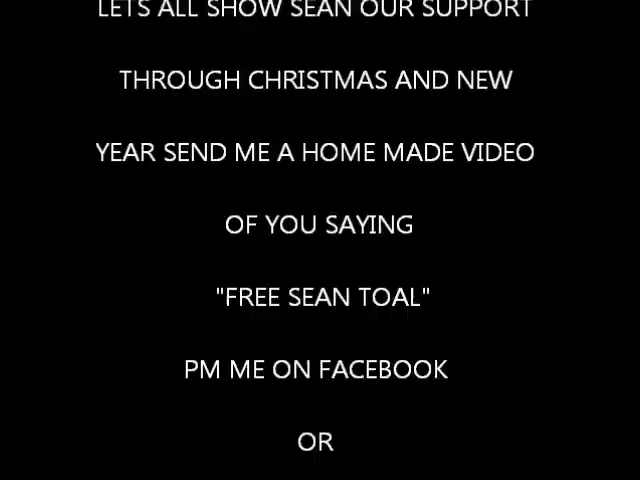 LETS ALL SHOW SEAN OUR SUPPORT
THROUGH CHRISTMAS AND NEW
YEAR SEND ME A HOME MADE VIDEO
OF YOU SAYING
"FREE SEAN TOAL"
PM ME ON FACEBOOK
OR